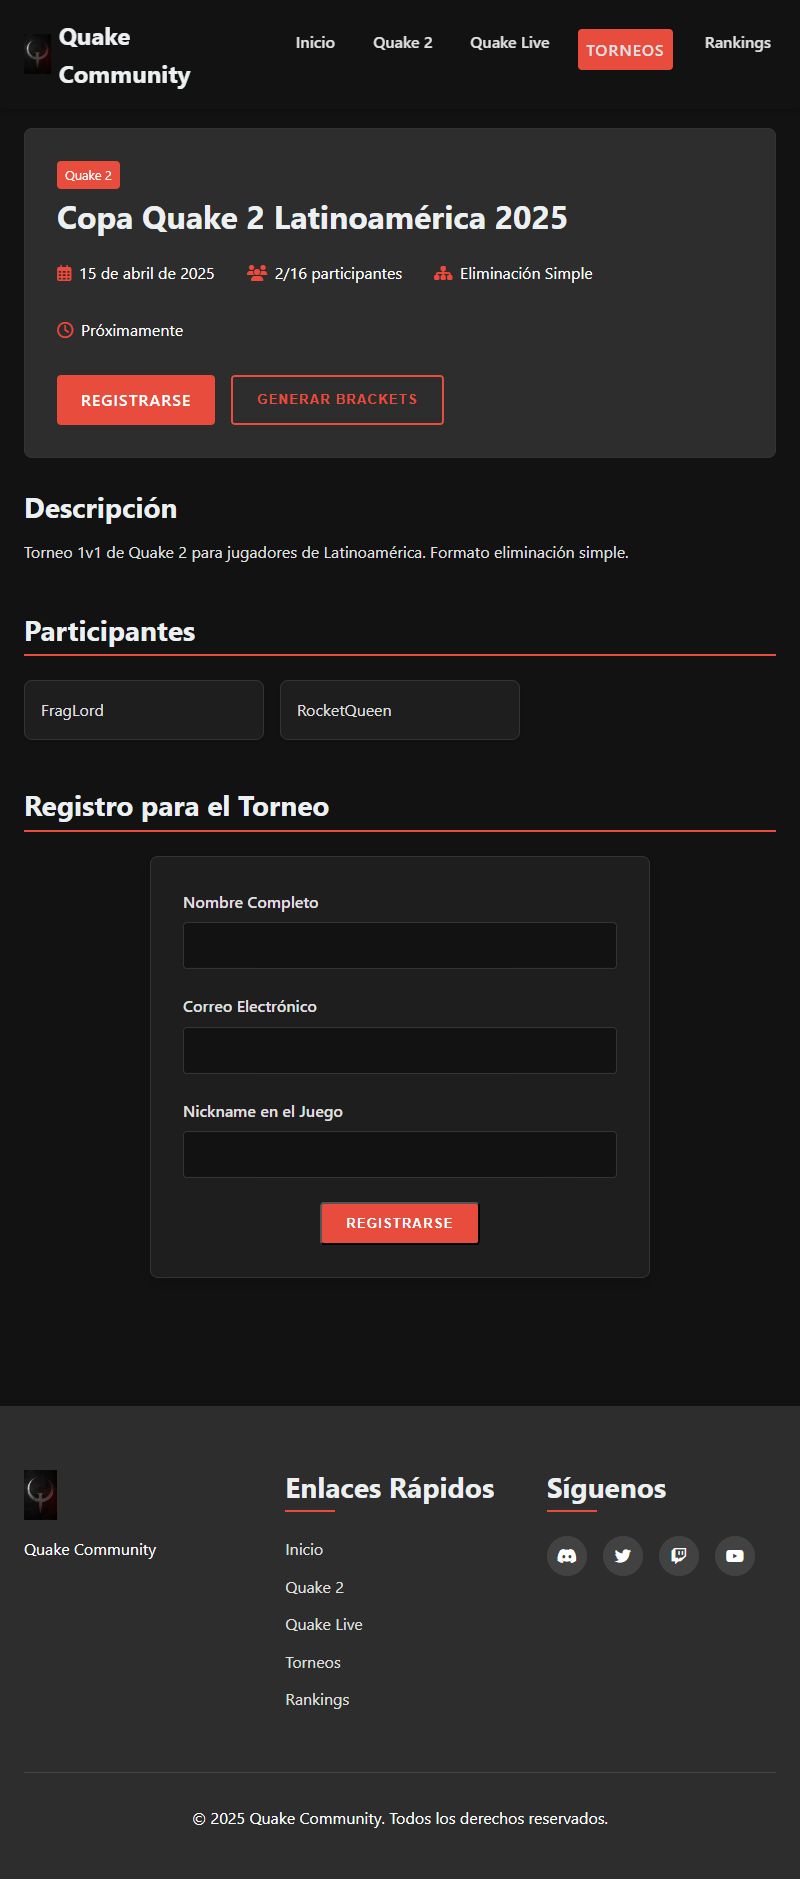 Quake
Community
Inicio
Quake 2
Quake Live
TORNEOS
Rankings
Quake 2
Copa Quake 2 Latinoamérica 2025
15 de abril de 2025
2/16 participantes
Eliminación Simple
Próximamente
REGISTRARSE
GENERAR BRACKETS
Descripción
Torneo 1v1 de Quake 2 para jugadores de Latinoamérica. Formato eliminación simple.
Participantes
FragLord
RocketQueen
Registro para el Torneo
Nombre Completo
Correo Electrónico
Nickname en el Juego
REGISTRARSE
Quake Community
Enlaces Rápidos
Inicio
Quake 2
Quake Live
Torneos
Rankings
Síguenos
© 2025 Quake Community. Todos los derechos reservados.